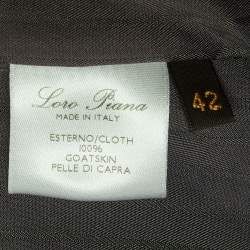 Loro Piana
MADE IN ITALY
42
ESTERNO/CLOTH
100%
GOATSKIN
PELLE DI CAPRA